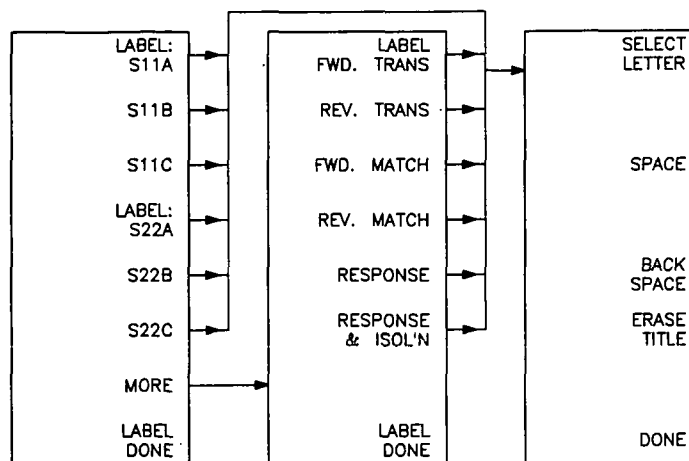 LABEL:
S11A
S11B
S11C
LABEL:
S22A
S22B
S22C
MORE
LABEL
DONE
LABEL
FWD. TRANS
REV. TRANS
FWD. MATCH
REV. MATCH
RESPONSE
RESPONSE
& ISOL'N
LABEL
DONE
SELECT
LETTER
SPACE
BACK
SPACE
ERASE
TITLE
DONE